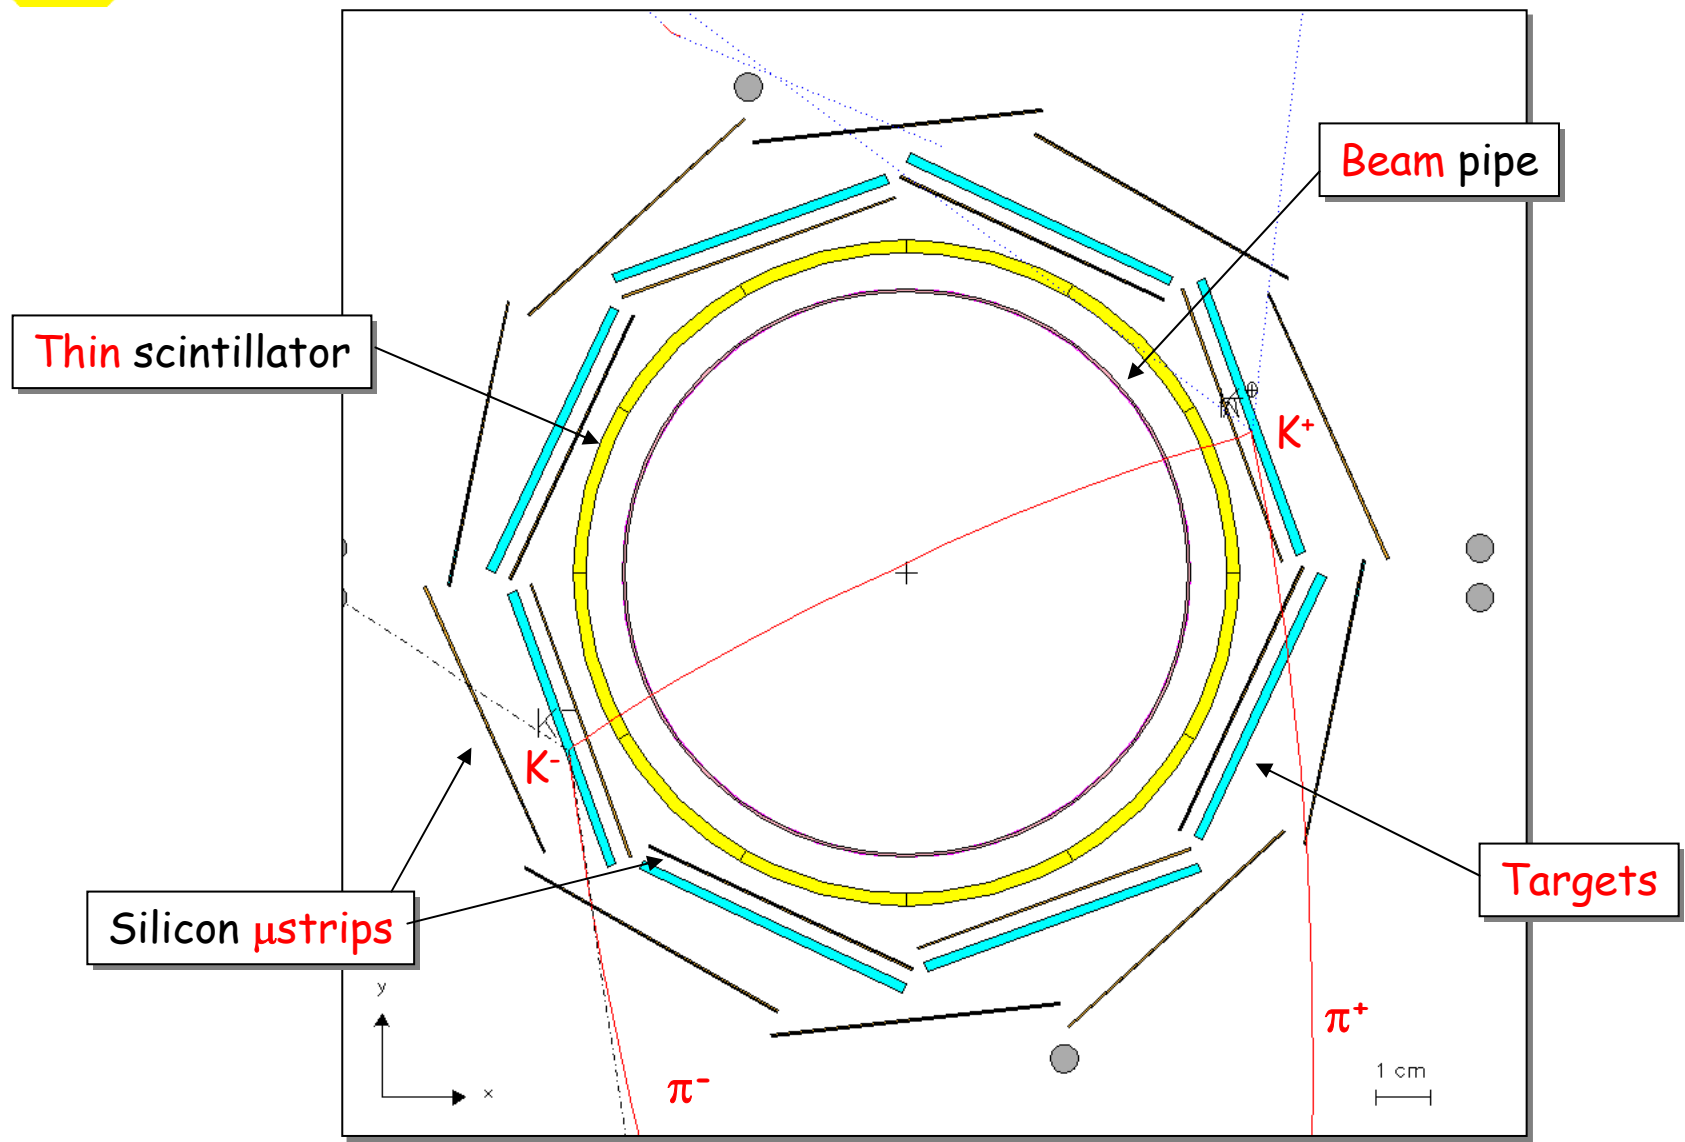 Beam pipe
Thin scintillator
K+
K-
Targets
Silicon μstrips
y
x
π+
π-
1 cm